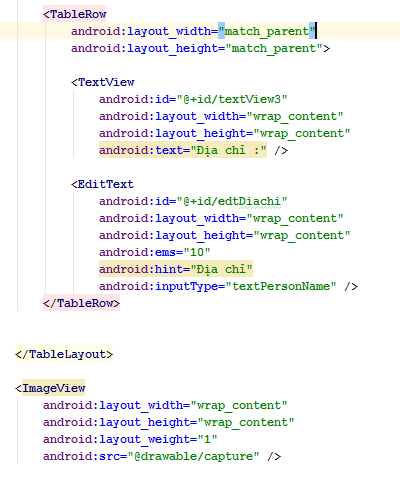 <TableRow
android:layout_width="match_parent"
android:layout_height="match_parent">
<TextView
android:id="@+id/textView3"
android:layout_width="wrap_content"
android:layout_height="wrap_content"
android:text="Địa chỉ :" />
<EditText
android:id="@+id/edtDiachi"
android:layout_width="wrap_content"
android:layout_height="wrap_content"
android:ems="10"
android:hint="Địa chỉ"
android:inputType="textPersonName" />
</TableRow>
</TableLayout>
<ImageView
android:layout_width="wrap_content"
android:layout_height="wrap_content"
android:layout_weight="1"
android:src="@drawable/capture" />